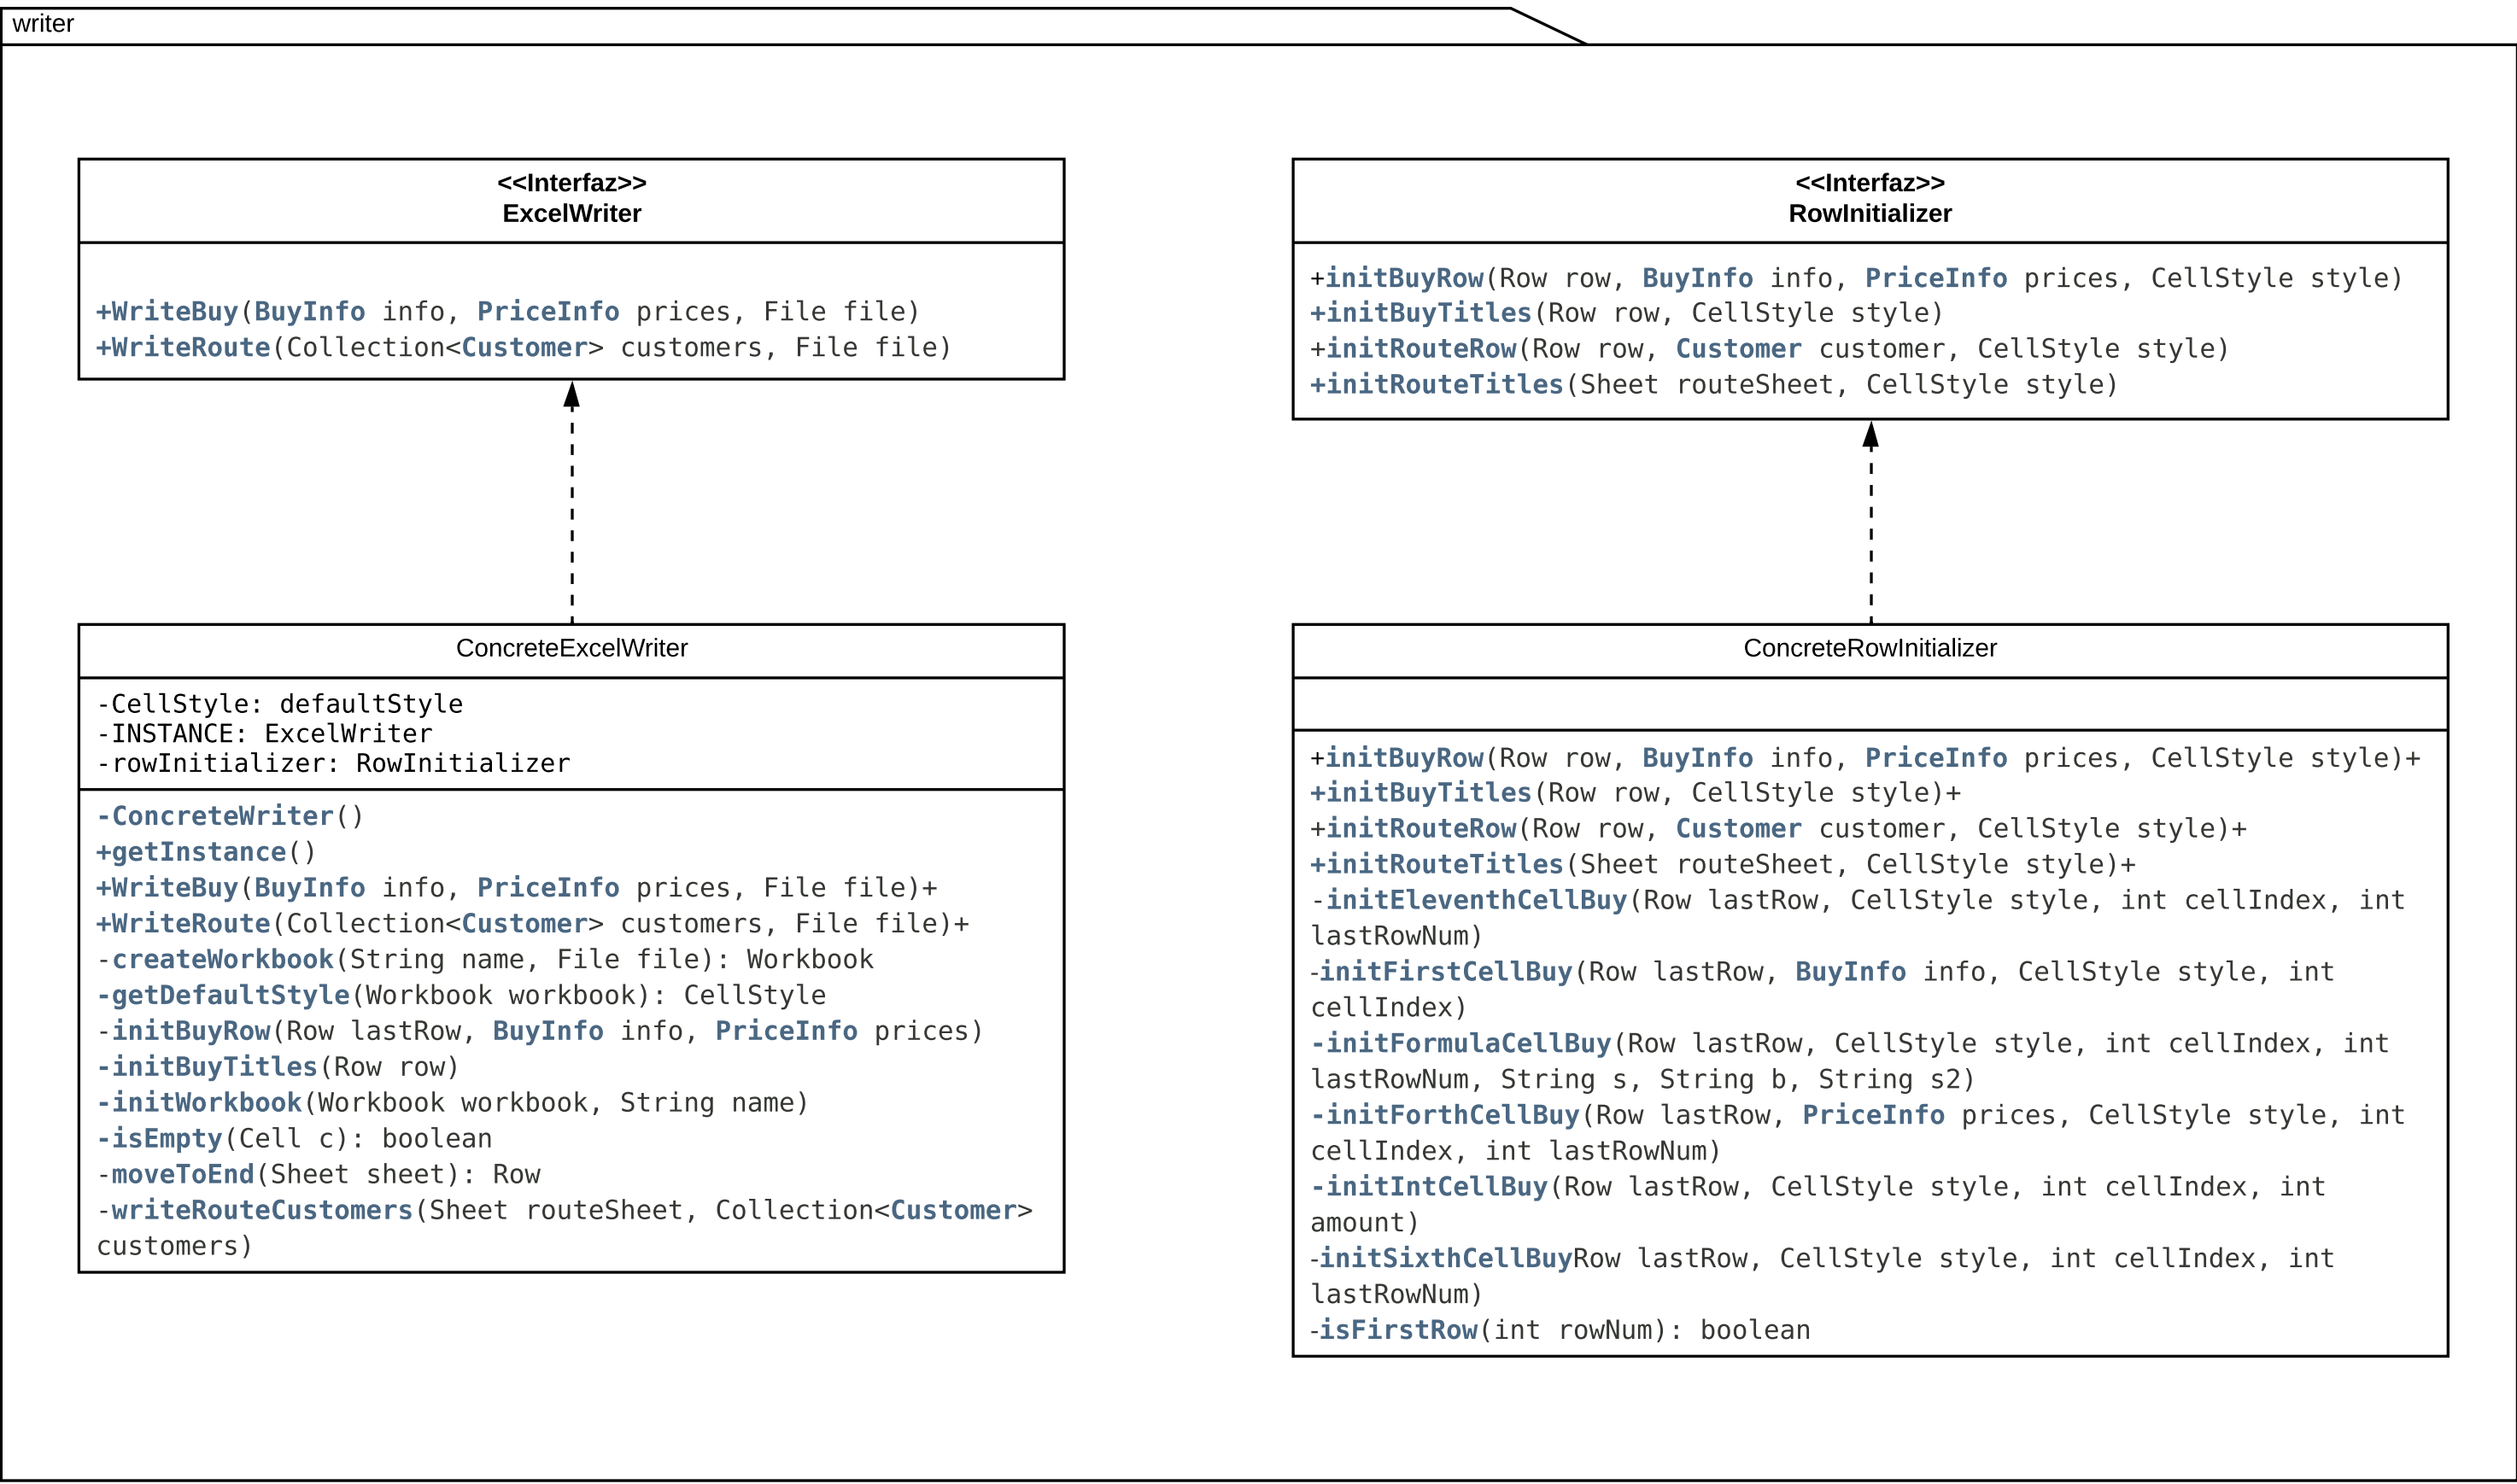 writer
<<Interfaz>>
ExcelWriter
+WriteBuy(BuyInfo info, PriceInfo prices, File file)
+WriteRoute(Collection<Customer> customers, File file)
<<Interfaz>>
RowInitializer
+initBuyRow(Row row, BuyInfo info, PriceInfo prices, CellStyle style)
+initBuyTitles(Row row, CellStyle style)
+initRouteRow(Row row, Customer customer, CellStyle style)
+initRouteTitles(Sheet routeSheet, CellStyle style)
ConcreteExcelWriter
-CellStyle: defaultStyle
-INSTANCE: ExcelWriter
-rowInitializer: RowInitializer
-ConcreteWriter()
+getInstance()
+WriteBuy(BuyInfo info, PriceInfo prices, File file)+
+WriteRoute(Collection<Customer> customers, File file)+
-createWorkbook(String name, File file): Workbook
-getDefaultStyle(Workbook workbook): CellStyle
-initBuyRow(Row lastRow, BuyInfo info, PriceInfo prices)
-initBuyTitles(Row row)
-initWorkbook(Workbook workbook, String name)
-isEmpty(Cell c): boolean
-moveToEnd(Sheet sheet): Row
-writeRouteCustomers(Sheet routeSheet, Collection<Customer>
customers)
ConcreteRowInitializer
+initBuyRow(Row row, BuyInfo info, PriceInfo prices, CellStyle style)+
+initBuyTitles(Row row, CellStyle style)+
+initRouteRow(Row row, Customer customer, CellStyle style)+
+initRouteTitles(Sheet routeSheet, CellStyle style)+
-initEleventhCellBuy(Row lastRow, CellStyle style, int cellIndex, int
lastRowNum)
-initFirstCellBuy(Row lastRow, BuyInfo info, CellStyle style, int
cellIndex)
-initFormulaCellBuy(Row lastRow, CellStyle style, int cellIndex, int
lastRowNum, String s, String b, String s2)
-initForthCellBuy(Row lastRow, PriceInfo prices, CellStyle style, int
cellIndex, int lastRowNum)
-initIntCellBuy(Row lastRow, CellStyle style, int cellIndex, int
amount)
-initSixthCellBuyRow lastRow, CellStyle style, int cellIndex, int
lastRowNum)
-isFirstRow(int rowNum): boolean